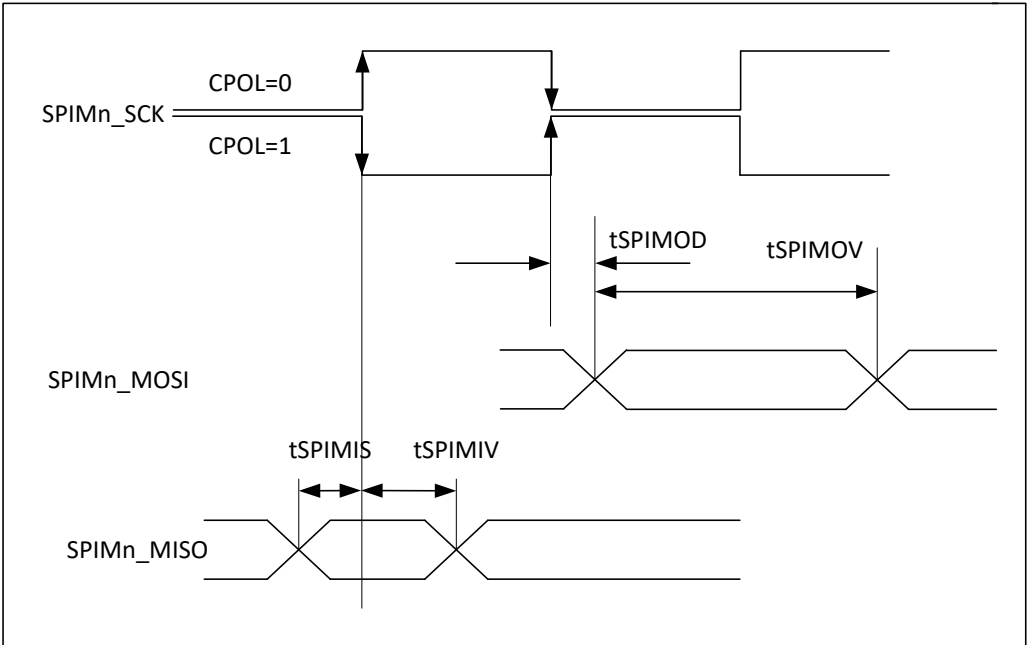 CPOL=0
SPIMn_SCK
CPOL=1
tSPIMOD
tSPIMOV
SPIMn_MOSI
tSPIMIS
tSPIMIV
SPIMn_MISO